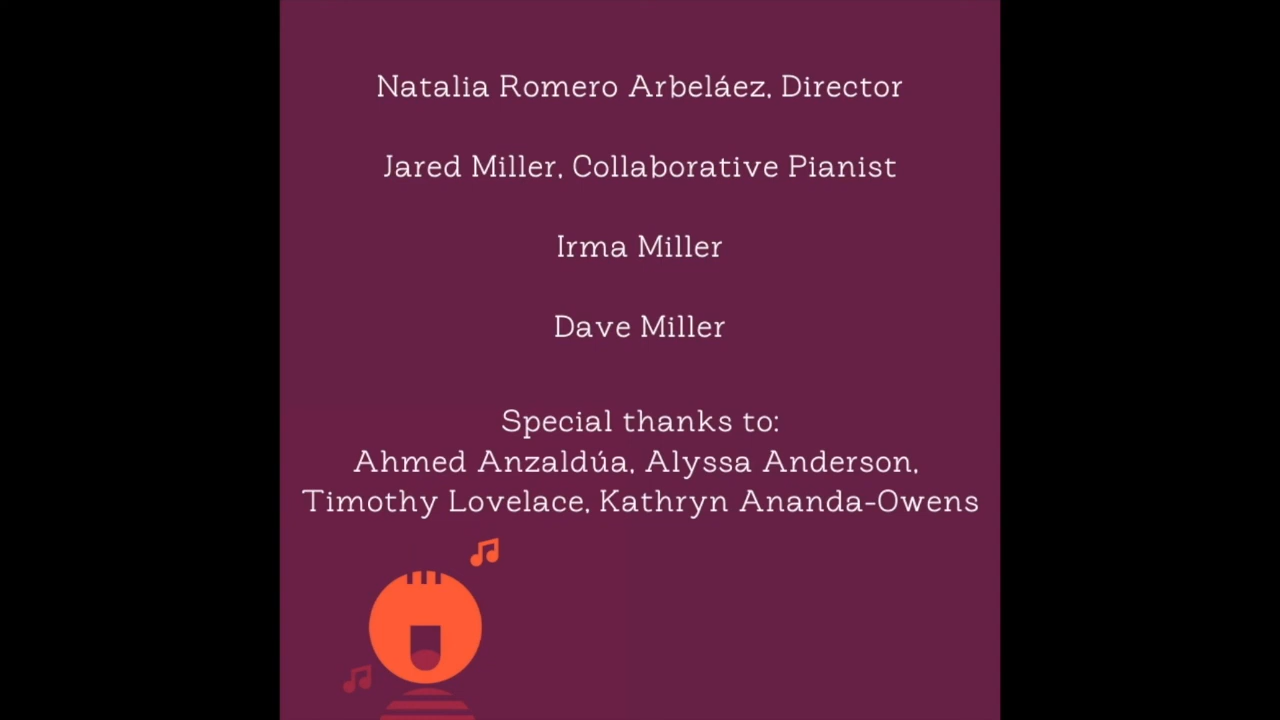 Natalia Romero Arbeláez, Director
Jared Miller, Collaborative Pianist
Irma Miller
Dave Miller
Special thanks to:
Ahmed Anzaldúa, Alyssa Anderson,
Timothy Lovelace, Kathryn Ananda-Owens